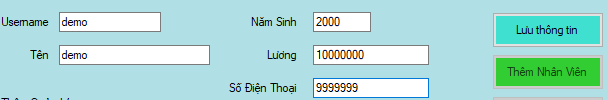 Username demo Năm Sinh 2000 Lưu thông tin
Tên demo Lương 10000000
Thêm Nhân Viên
Số Điện Thoại 9999999